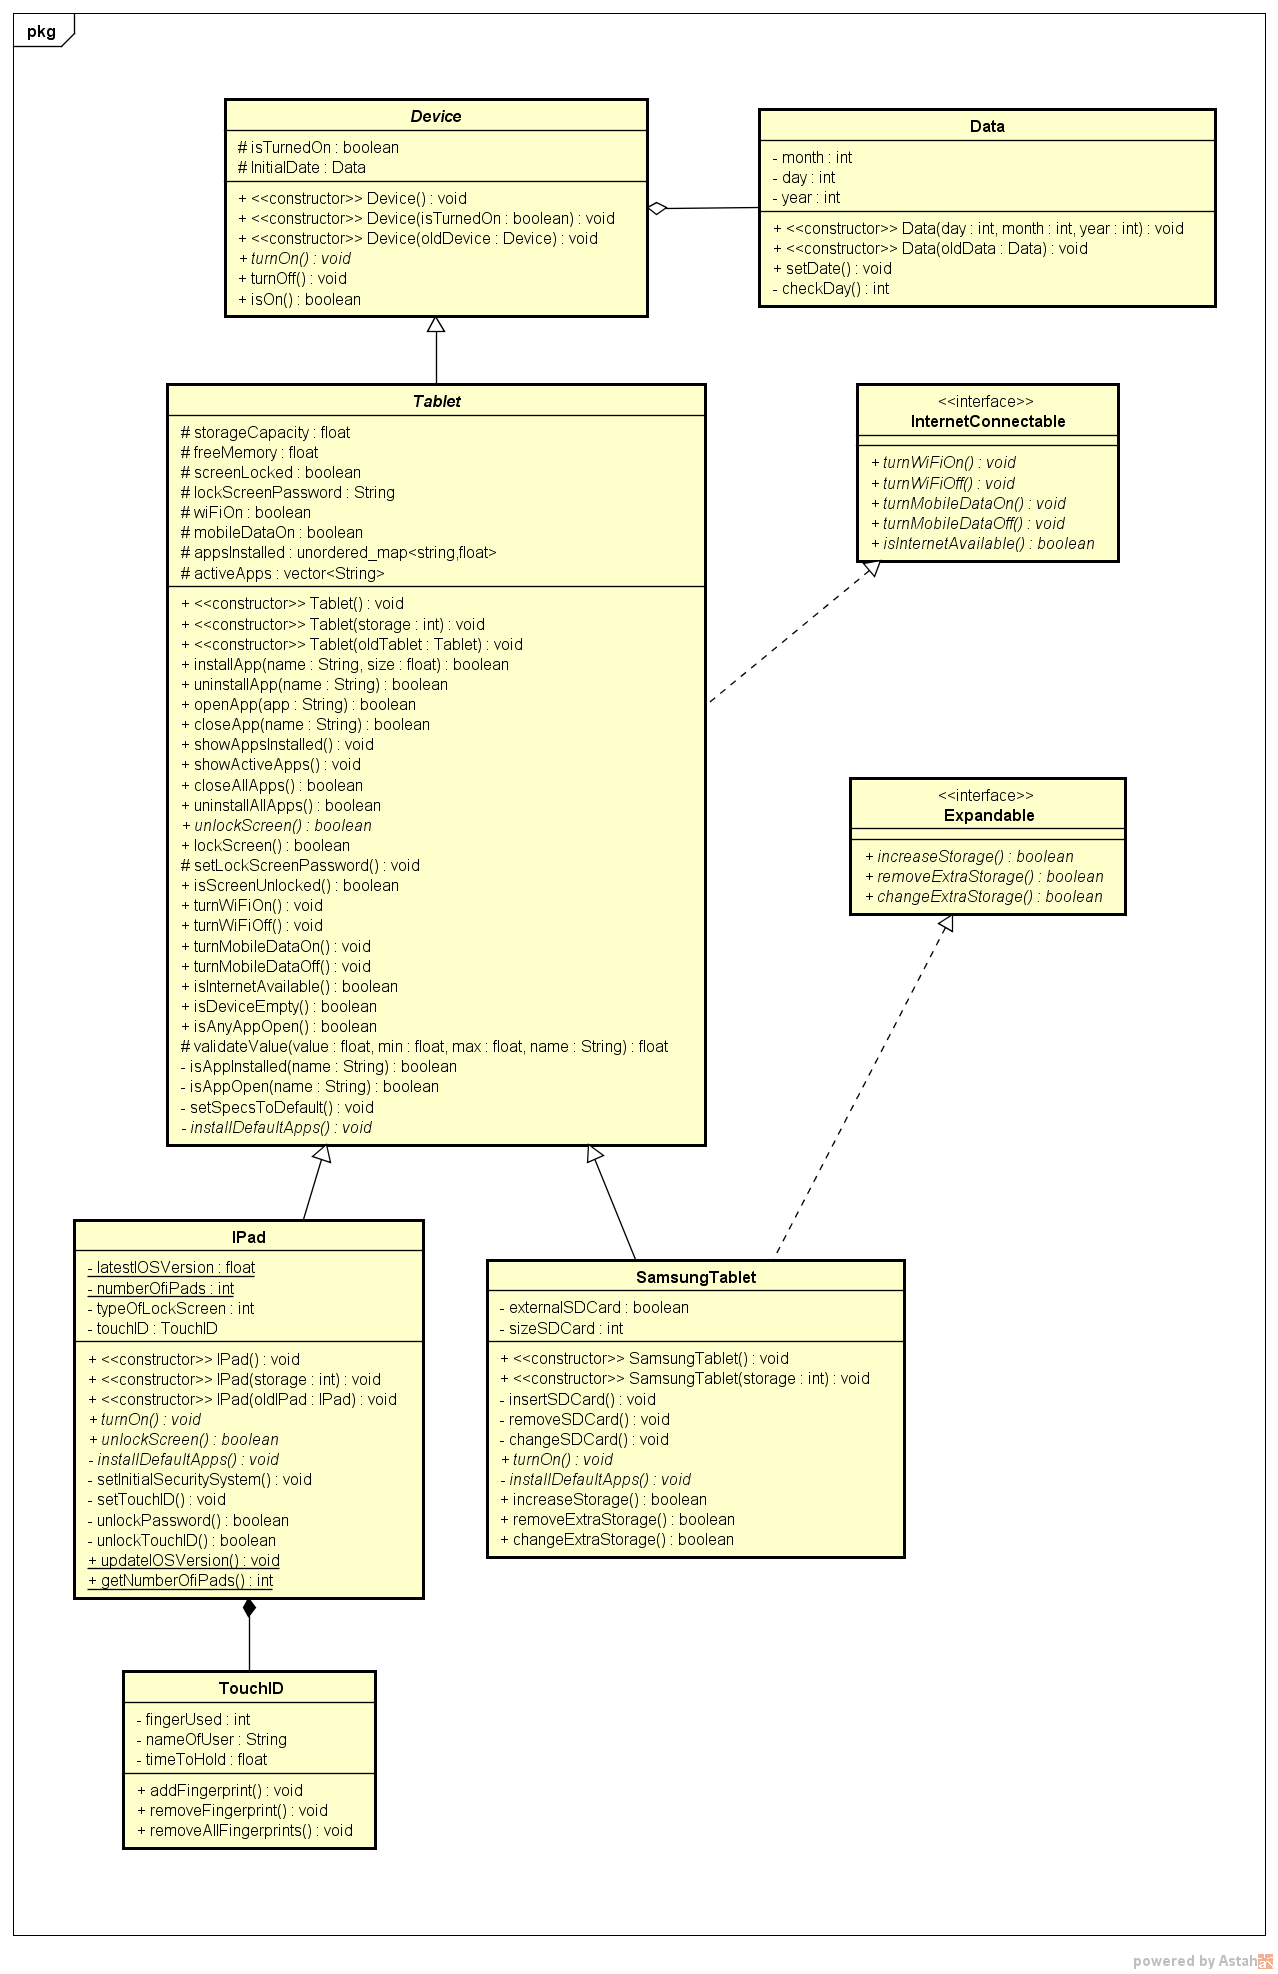 pkg
Device
# isTurnedOn : boolean
# InitialDate : Data
+ <<constructor>> Device() : void
+ <<constructor>> Device(isTurnedOn : boolean) : void
+ <<constructor>> Device(oldDevice : Device) : void
+ turnOn() : void
+ turnOff() : void
+ isOn() : boolean
Data
- month : int
- day : int
- year : int
+ <<constructor>> Data(day : int, month : int, year : int) : void
+ <<constructor>> Data(oldData : Data) : void
+ setDate() : void
- checkDay() : int
Tablet
# storageCapacity : float
# freeMemory : float
# screenLocked : boolean
# lockScreenPassword : String
# wiFiOn : boolean
# mobileDataOn : boolean
# appsInstalled : unordered_map<string,float>
# activeApps : vector<String>
+ <<constructor>> Tablet() : void
+ <<constructor>> Tablet(storage : int) : void
+ <<constructor>> Tablet(oldTablet : Tablet) : void
+ installApp(name : String, size : float) : boolean
+ uninstallApp(name : String) : boolean
+ openApp(app : String) : boolean
+ closeApp(name : String) : boolean
+ showAppsInstalled() : void
+ showActiveApps() : void
+ closeAllApps() : boolean
+ uninstallAllApps() : boolean
+ unlockScreen() : boolean
+ lockScreen() : boolean
# setLockScreenPassword() : void
+ isScreenUnlocked() : boolean
+ turnWiFiOn() : void
+ turnWiFiOff() : void
+ turnMobileDataOn() : void
+ turnMobileDataOff() : void
+ isInternetAvailable() : boolean
+ isDeviceEmpty() : boolean
+ isAnyAppOpen() : boolean
# validateValue(value : float, min : float, max : float, name : String) : float
- isAppInstalled(name : String) : boolean
- isAppOpen(name : String) : boolean
- setSpecsToDefault() : void
- installDefaultApps() : void
<<interface>>
InternetConnectable
+ turnWiFiOn() : void
+ turnWiFiOff() : void
+ turnMobileDataOn() : void
+ turnMobileDataOff() : void
+ isInternetAvailable() : boolean
<<interface>>
Expandable
+ increaseStorage() : boolean
+ removeExtraStorage() : boolean
+ changeExtraStorage() : boolean
IPad
- latestIOSVersion : float
- numberOfiPads : int
- typeOfLockScreen : int
- touchID : TouchID
+ <<constructor>> IPad() : void
+ <<constructor>> IPad(storage : int) : void
+ <<constructor>> IPad(oldIPad : IPad) : void
+ turnOn() : void
+ unlockScreen() : boolean
- installDefaultApps() : void
- setInitialSecuritySystem() : void
- setTouchID() : void
- unlockPassword() : boolean
- unlockTouchID() : boolean
+ updateIOSVersion() : void
+ getNumberOfiPads() : int
SamsungTablet
- externalSDCard : boolean
- sizeSDCard : int
+ <<constructor>> SamsungTablet() : void
+ <<constructor>> SamsungTablet(storage : int) : void
- insertSDCard() : void
- removeSDCard() : void
- changeSDCard() : void
+ turnOn() : void
- installDefaultApps() : void
+ increaseStorage() : boolean
+ removeExtraStorage() : boolean
+ changeExtraStorage() : boolean
TouchID
- fingerUsed : int
- nameOfUser : String
- timeToHold : float
+ addFingerprint() : void
+ removeFingerprint() : void
+ removeAllFingerprints() : void
powered by Astah